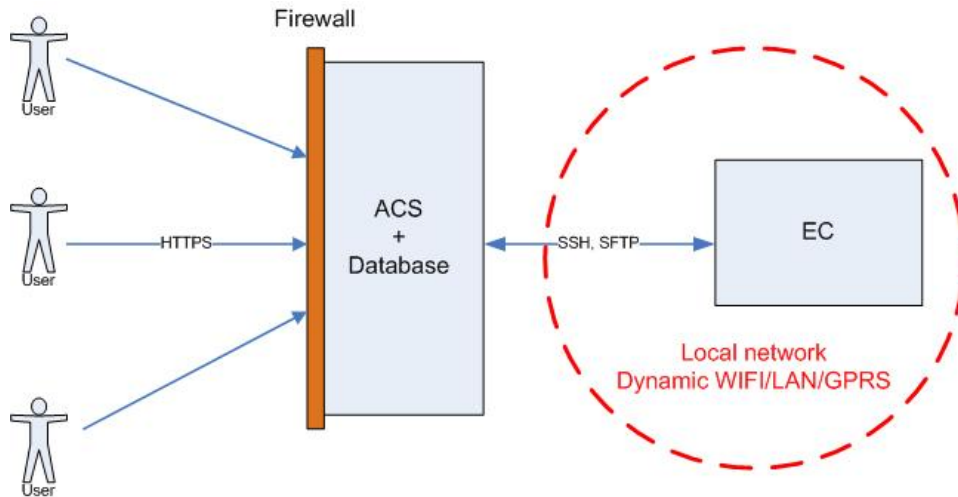 Firewall
User
User
User
HTTPS
ACS
+
Database
SSH, SFTP
EC
Local network
Dynamic WIFI/LAN/GPRS